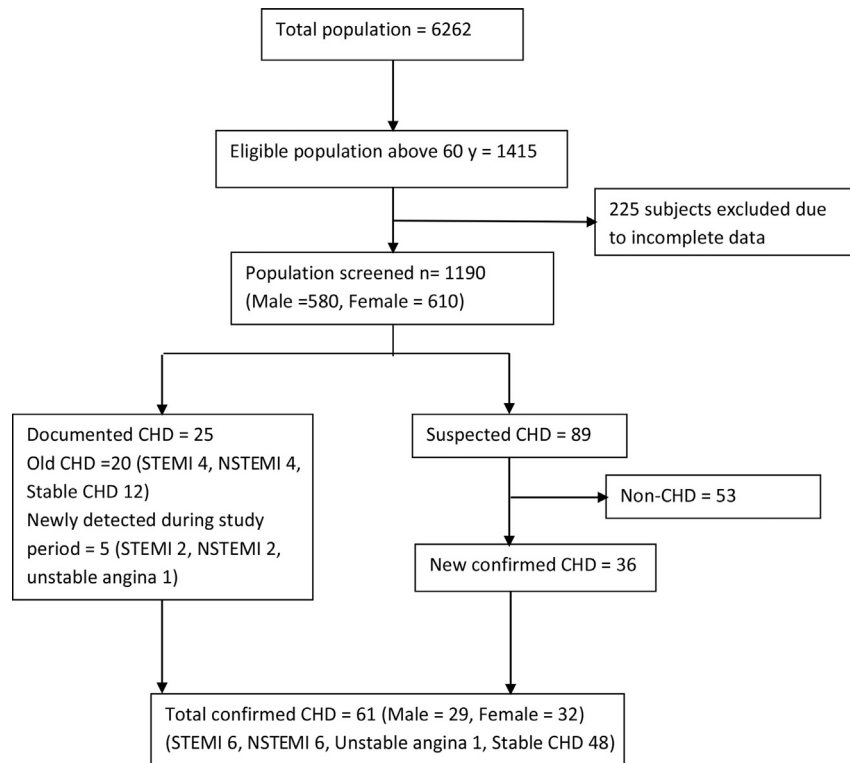 Total population = 6262
Eligible population above 60 y = 1415
225 subjects excluded due
to incomplete data
Population screened n= 1190
(Male =580, Female = 610)
Documented CHD = 25
Old CHD =20 (STEMI 4, NSTEMI 4,
Stable CHD 12)
Newly detected during study
period = 5 (STEMI 2, NSTEMI 2,
unstable angina 1)
Suspected CHD = 89
Non-CHD = 53
New confirmed CHD = 36
Total confirmed CHD = 61 (Male = 29, Female = 32)
(STEMI 6, NSTEMI 6, Unstable angina 1, Stable CHD 48)